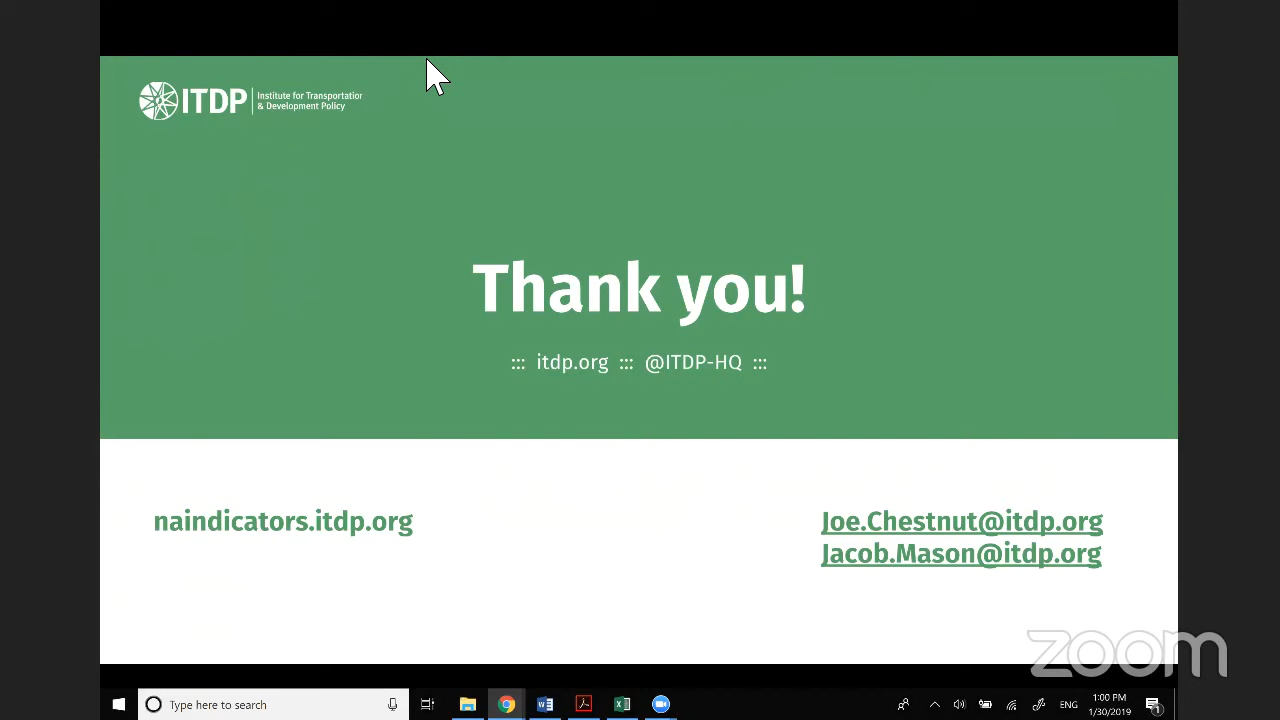 ITDP
Institute for Transportation
& Development Policy
Thank you!
::: itdp.org ::: @ITDP-HQ :::
naindicators.itdp.org
Joe.Chestnut@itdp.org
Jacob.Mason@itdp.org
zoom
Type here to search
ENG
1:00 PM
1/30/2019
1